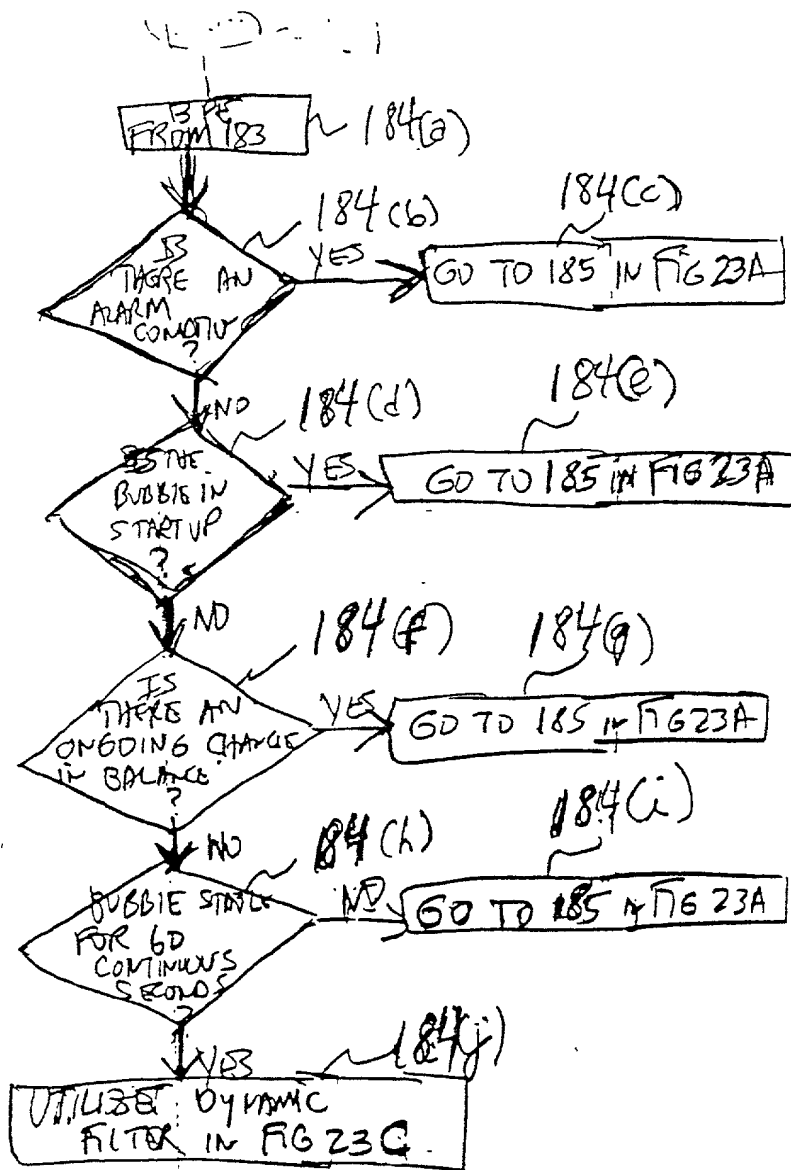 BPE
FROM 183
184(a)
184(b)
IS
THERE AN
ALARM
?
YES
184(c)
GO TO 185 IN FIG 23A
NO
184(d)
IS THE
BUBBLE IN
STARTUP
?
YES
184(e)
GO TO 185 IN FIG 23A
NO
184(f)
IS
THERE AN
ONGOING CHANGE
IN BALANCE
?
YES
184(g)
GO TO 185 IN FIG 23A
NO
184(h)
BUBBLE STABLE
FOR 60
CONTINUOUS
SECONDS
?
NO
184(i)
GO TO 185 IN FIG 23A
YES
184(j)
UTILIZE DYNAMIC
FILTER IN FIG 23C